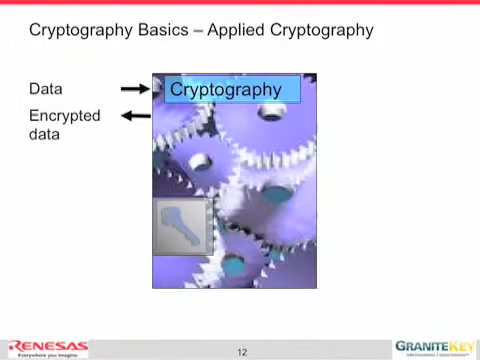 Cryptography Basics – Applied Cryptography
Data
Cryptography
Encrypted
data
RENESAS
Everywhere you imagine.
12
GRANITEKEY